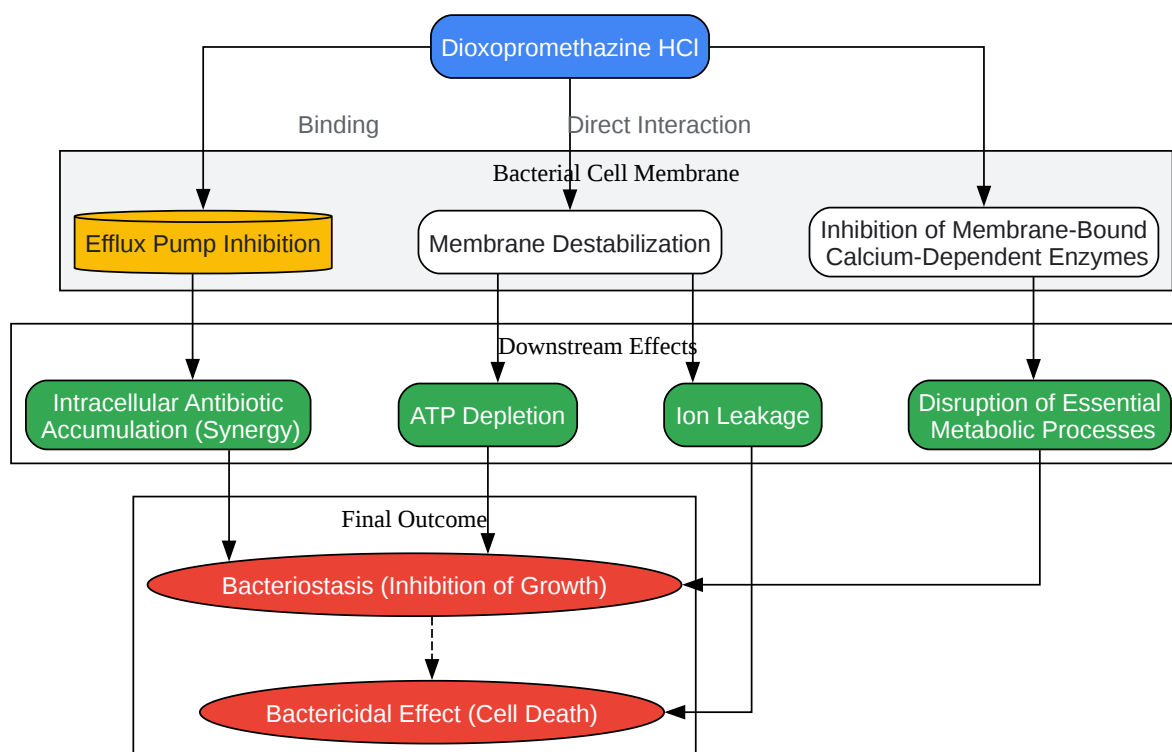 Dioxopromethazine HCl
Binding
Direct Interaction
Bacterial Cell Membrane
Efflux Pump Inhibition
Membrane Destabilization
Inhibition of Membrane-Bound
Calcium-Dependent Enzymes
Downstream Effects
Intracellular Antibiotic
Accumulation (Synergy)
ATP Depletion
Ion Leakage
Disruption of Essential
Metabolic Processes
Final Outcome
Bacteriostasis (Inhibition of Growth)
Bactericidal Effect (Cell Death)